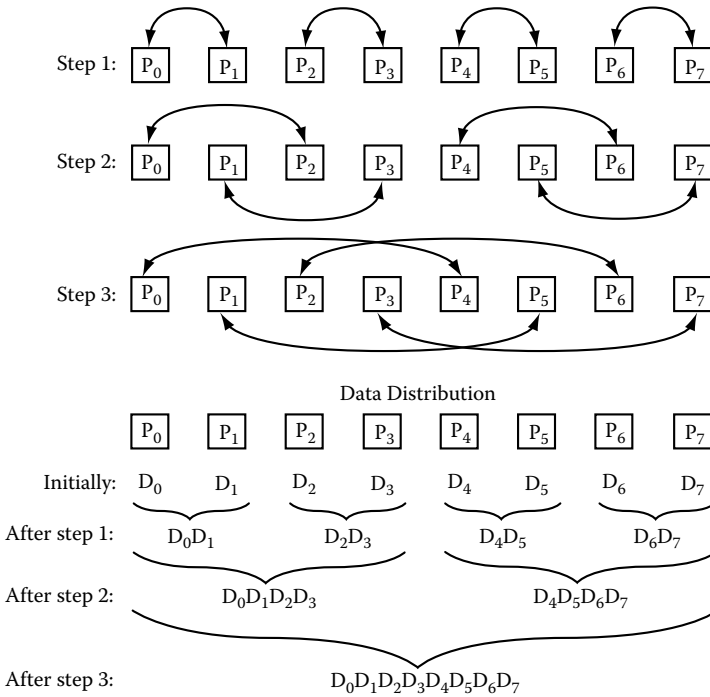 Step 1: P0 P1 P2 P3 P4 P5 P6 P7
Step 2: P0 P1 P2 P3 P4 P5 P6 P7
Step 3: P0 P1 P2 P3 P4 P5 P6 P7
Data Distribution
P0 P1 P2 P3 P4 P5 P6 P7
Initially: D0 D1 D2 D3 D4 D5 D6 D7
After step 1: D0D1 D2D3 D4D5 D6D7
After step 2: D0D1D2D3 D4D5D6D7
After step 3: D0D1D2D3D4D5D6D7